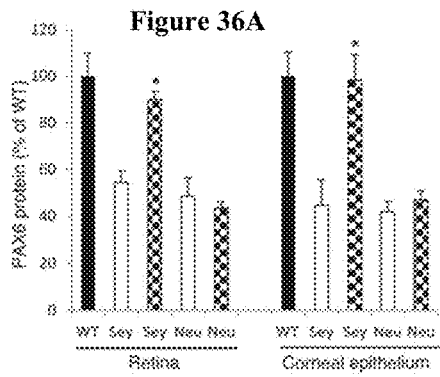 Figure 36A
PAX6 protein (% of WT)
120
100
80
60
40
20
0
* *
WT Sey Sey Neu Neu WT Sey Sey Neu Neu
Retina Corneal epithelium